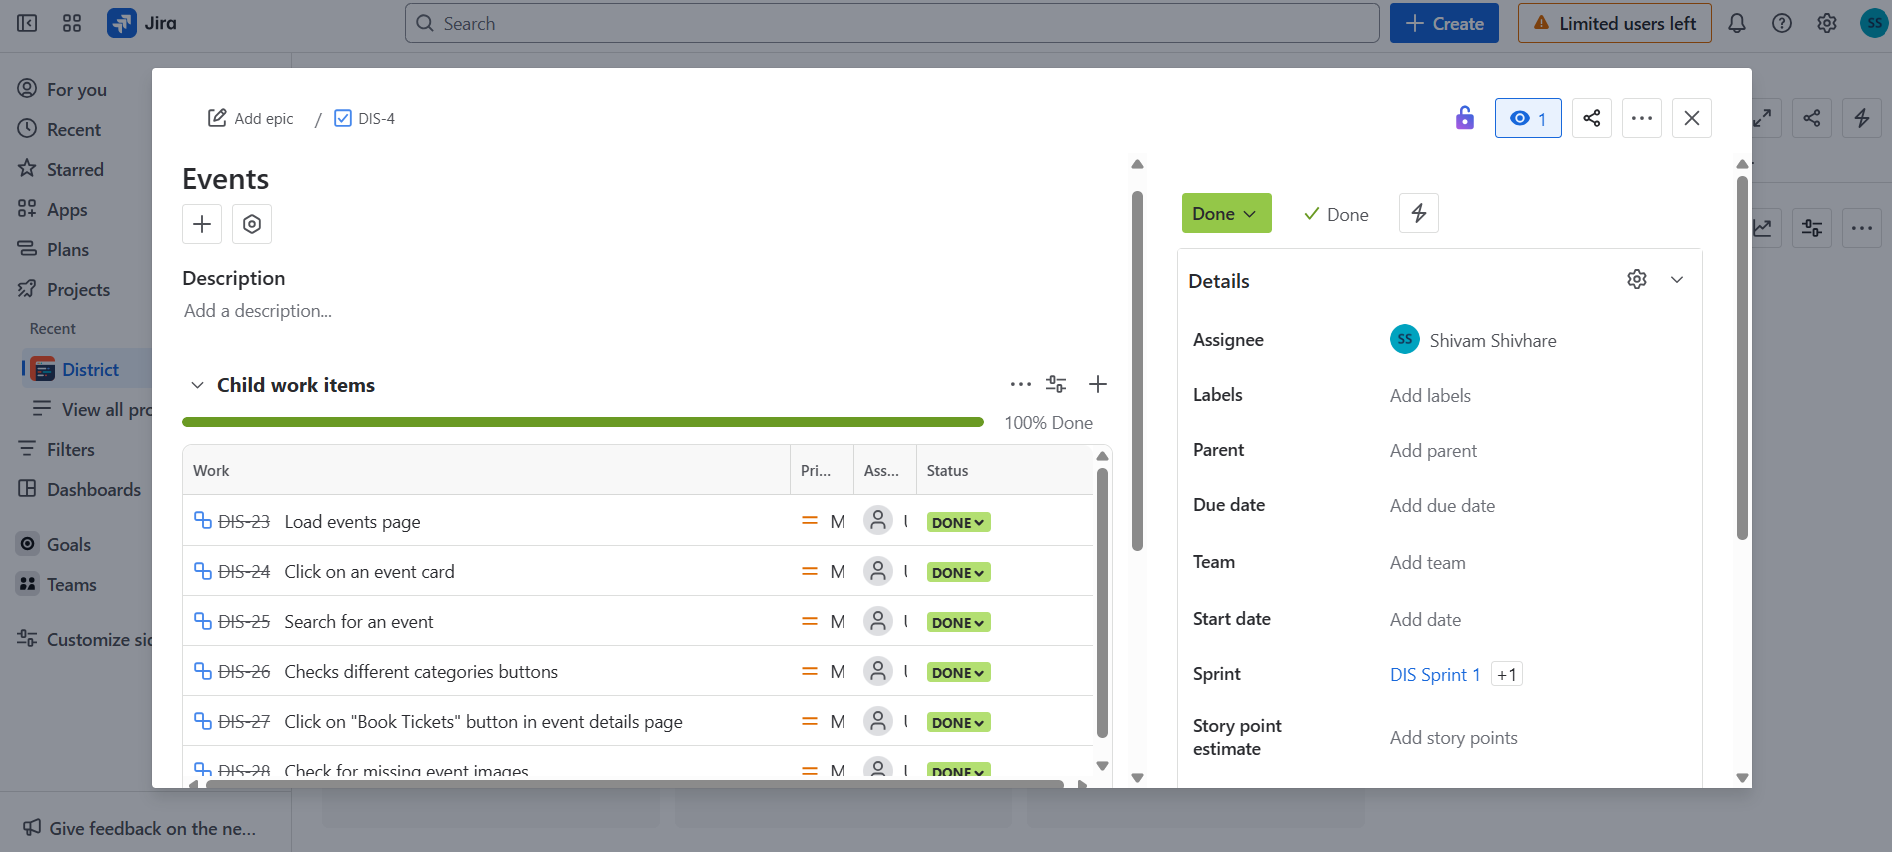 Jira
Search
Create
Limited users left
SS
For you
Recent
Starred
Apps
Plans
Projects
Recent
District
View all pro
Filters
Dashboards
Goals
Teams
Customize sid
Give feedback on the ne...
Add epic
/
DIS-4
1
Events
Description
Add a description...
Child work items
100% Done
Work
Pri...
Ass...
Status
DIS-23 Load events page M DONE
DIS-24 Click on an event card M DONE
DIS-25 Search for an event M DONE
DIS-26 Checks different categories buttons M DONE
DIS-27 Click on "Book Tickets" button in event details page M DONE
DIS-28 Check for missing event images M DONE
Done
Done
Details
Assignee
SS Shivam Shivhare
Labels
Add labels
Parent
Add parent
Due date
Add due date
Team
Add team
Start date
Add date
Sprint
DIS Sprint 1 +1
Story point
estimate
Add story points